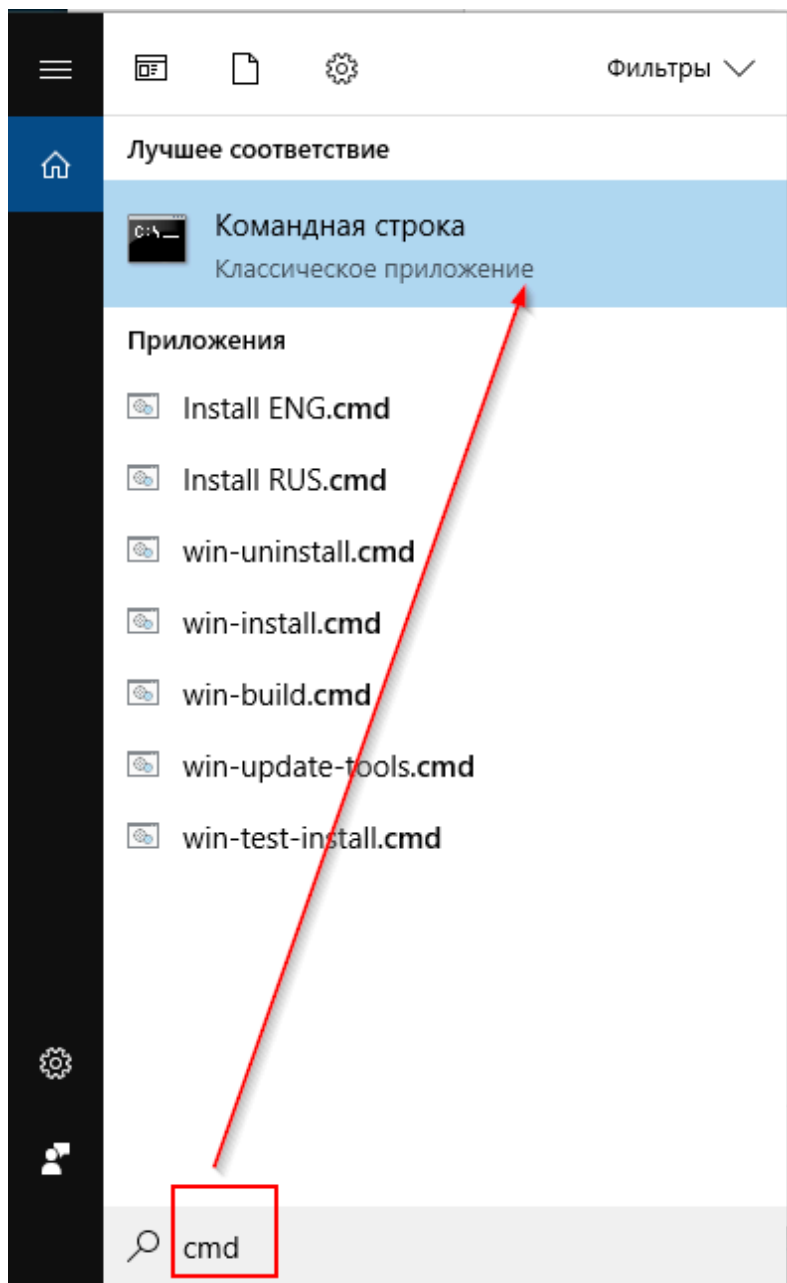 Фильтры
Лучшее соответствие
C:\_
Командная строка
Классическое приложение
Приложения
Install ENG.cmd
Install RUS.cmd
win-uninstall.cmd
win-install.cmd
win-build.cmd
win-update-tools.cmd
win-test-install.cmd
cmd